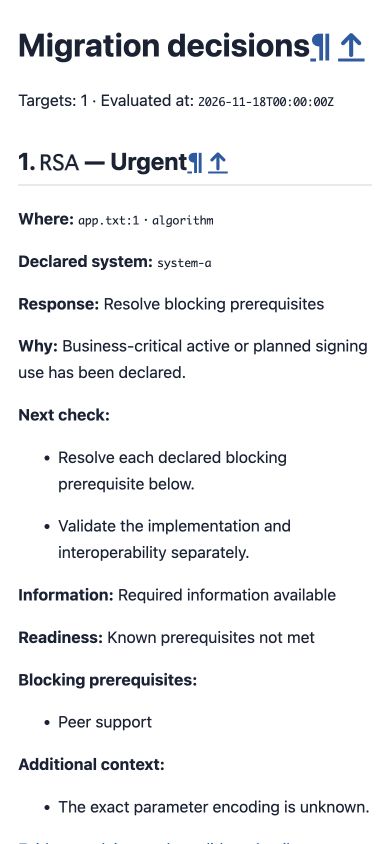 Migration decisions¶ ↑
Targets: 1 · Evaluated at: 2026-11-18T00:00:00Z
1. RSA — Urgent¶ ↑
Where: app.txt:1 · algorithm
Declared system: system-a
Response: Resolve blocking prerequisites
Why: Business-critical active or planned signing
use has been declared.
Next check:
• Resolve each declared blocking
prerequisite below.
• Validate the implementation and
interoperability separately.
Information: Required information available
Readiness: Known prerequisites not met
Blocking prerequisites:
• Peer support
Additional context:
• The exact parameter encoding is unknown.